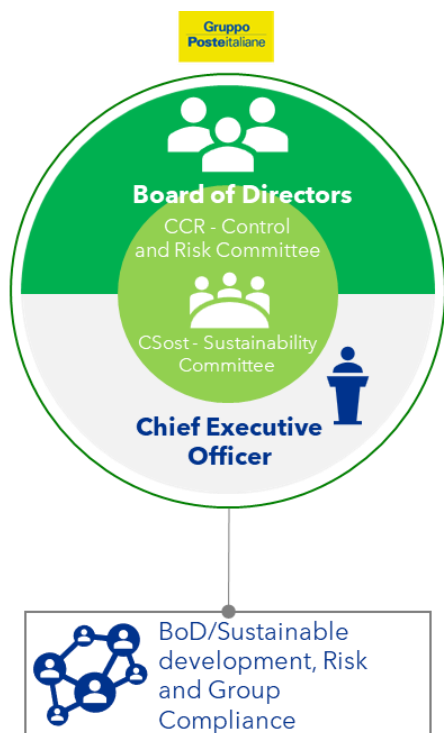 Gruppo
Posteitaliane
Board of Directors
CCR - Control
and Risk Committee
CSost - Sustainability
Committee
Chief Executive
Officer
BoD/Sustainable
development, Risk
and Group
Compliance